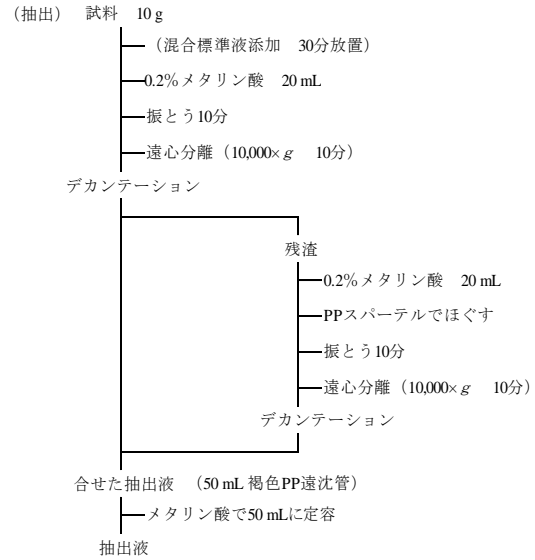 （抽出） 試料 10 g
（混合標準液添加 30分放置）
0.2%メタリン酸 20 mL
振とう10分
遠心分離（10,000×g 10分）
デカンテーション
残渣
0.2%メタリン酸 20 mL
PPスパーテルでほぐす
振とう10分
遠心分離（10,000×g 10分）
デカンテーション
合せた抽出液 （50 mL 褐色PP遠沈管）
メタリン酸で50 mLに定容
抽出液